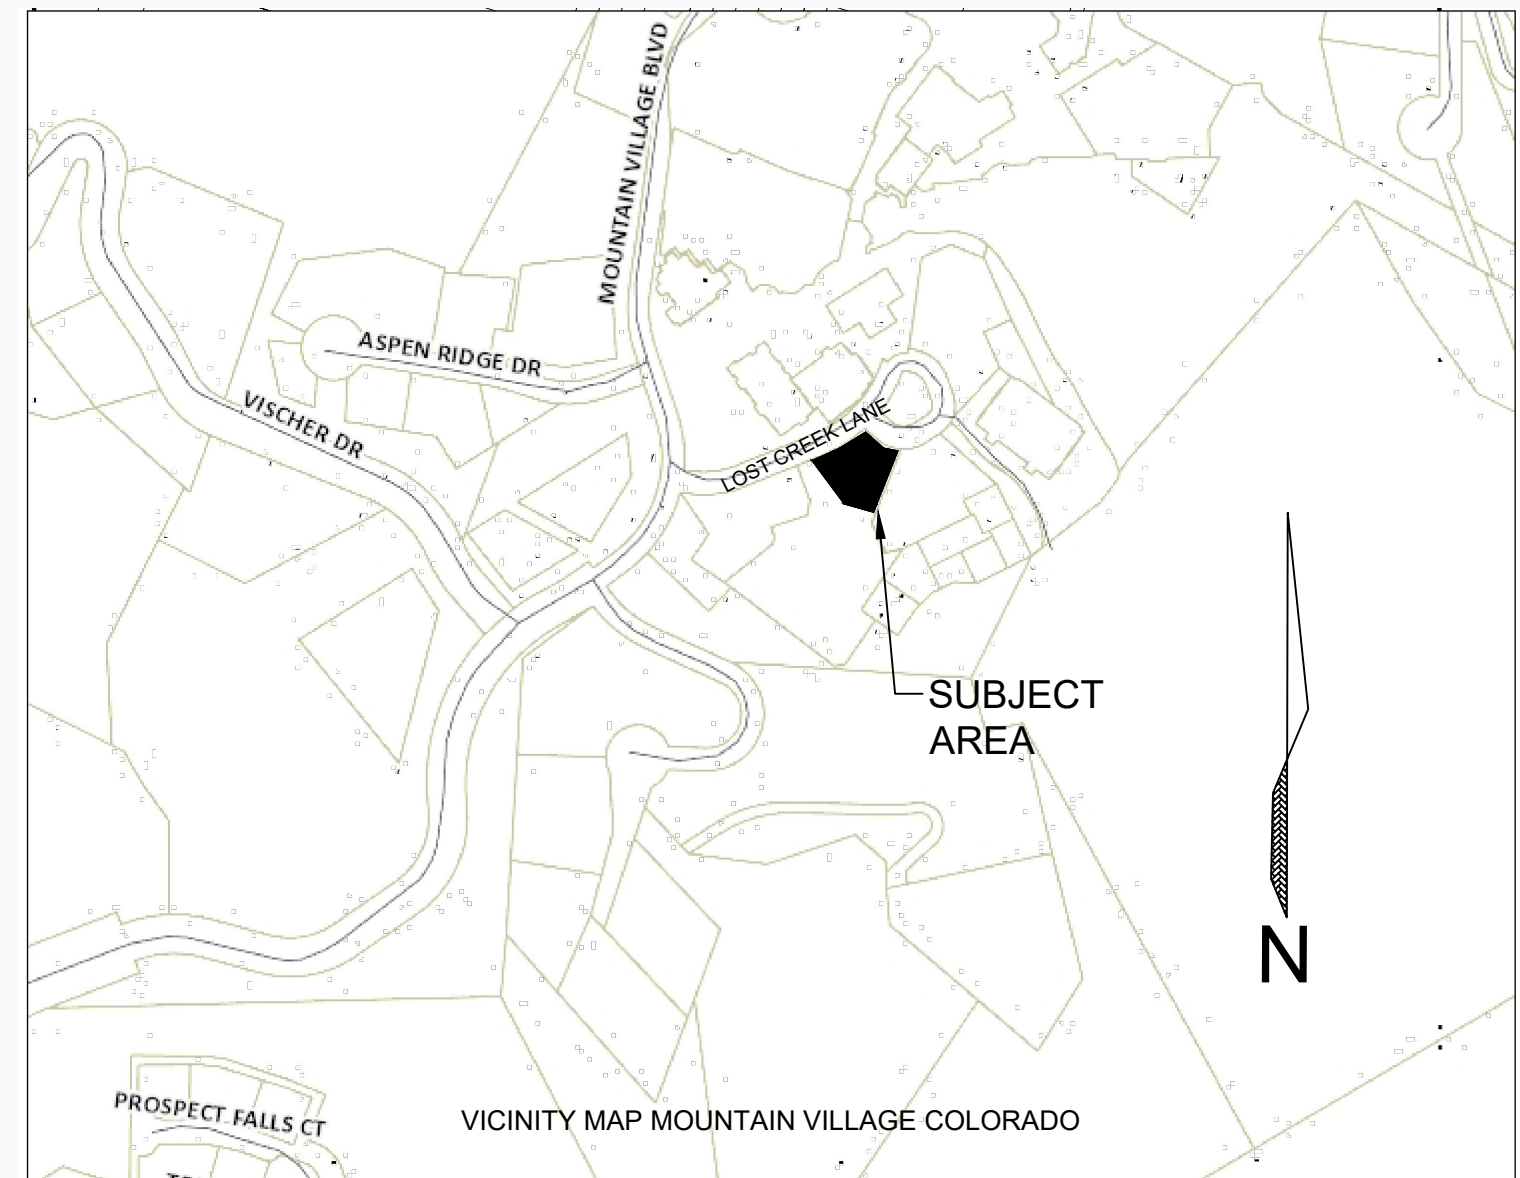 MOUNTAIN VILLAGE BLVD
ASPEN RIDGE DR
VISCHER DR
LOST CREEK LANE
SUBJECT
AREA
N
PROSPECT FALLS CT
VICINITY MAP MOUNTAIN VILLAGE COLORADO